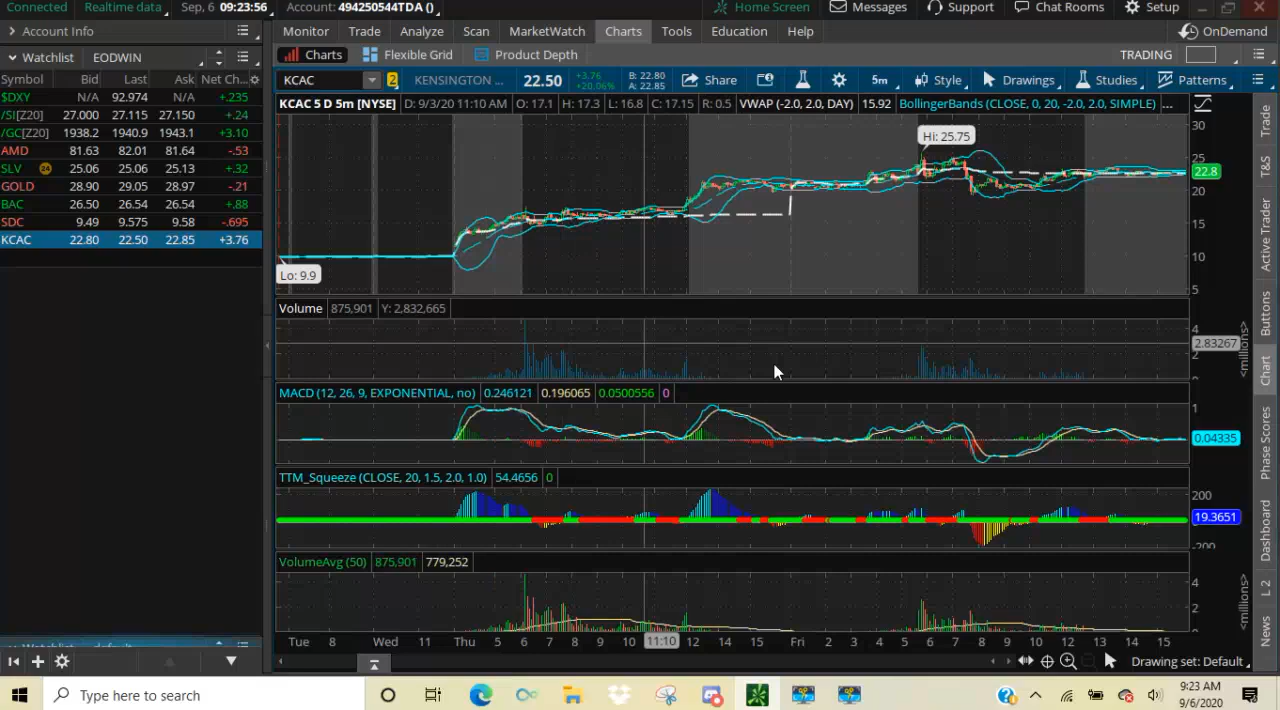 Connected Realtime data Sep, 6 09:23:56 Account: 494250544TDA () Home Screen Messages Support Chat Rooms Setup
Account Info Monitor Trade Analyze Scan MarketWatch Charts Tools Education Help OnDemand
Watchlist EODWIN Charts Flexible Grid Product Depth TRADING
Symbol Bid Last Ask Net Ch... KCAC 2 KENSINGTON ... 22.50 +3.76 +20.06% B: 22.80 A: 22.85 Share 5m Style Drawings Studies Patterns
$DXY N/A 92.974 N/A +.235
/SI[Z20] 27.000 27.115 27.150 +.24
/GC[Z20] 1938.2 1940.9 1943.1 +3.10
AMD 81.63 82.01 81.64 -.53
SLV 24 25.06 25.06 25.06 +.32
GOLD 28.90 29.05 28.97 -.21
BAC 26.50 26.54 26.54 +.88
SDC 9.49 9.575 9.58 -.695
KCAC 22.80 22.50 22.85 +3.76
KCAC 5 D 5m [NYSE] D: 9/3/20 11:10 AM O: 17.1 H: 17.3 L: 16.8 C: 17.15 R: 0.5 VWAP (-2.0, 2.0, DAY) 15.92 BollingerBands (CLOSE, 0, 20, -2.0, 2.0, SIMPLE) ...
Hi: 25.75
Lo: 9.9
30
25
22.8
20
15
10
5
Volume 875,901 Y: 2,832,665
4
2.83267
2
<millions>
MACD (12, 26, 9, EXPONENTIAL, no) 0.246121 0.196065 0.0500556 0
1
0.04335
TTM_Squeeze (CLOSE, 20, 1.5, 2.0, 1.0) 54.4656 0
200
19.3651
-200
VolumeAvg (50) 875,901 779,252
4
2
<millions>
Tue 8 Wed 11 Thu 5 6 7 8 9 10 11:10 12 14 15 Fri 2 3 4 5 6 7 8 9 10 12 13 14 15
Drawing set: Default
Trade
T&S
Active Trader
Buttons
Chart
Phase Scores
Dashboard
L 2
News
Type here to search
9:23 AM
9/6/2020